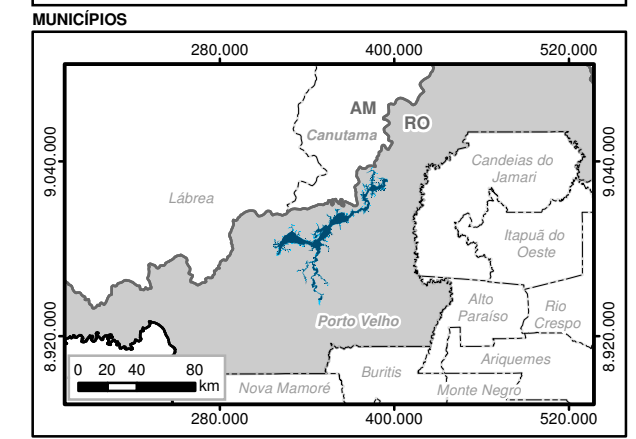 MUNICÍPIOS
280.000 400.000 520.000
AM
RO
Canutama
9.040.000
9.040.000
Candeias do
Jamari
Lábrea
Itapuã do
Oeste
Alto
Paraíso
Rio
Crespo
Porto Velho
8.920.000
8.920.000
Ariquemes
Buritis
0 20 40 80
km
Nova Mamoré
Monte Negro
280.000 400.000 520.000